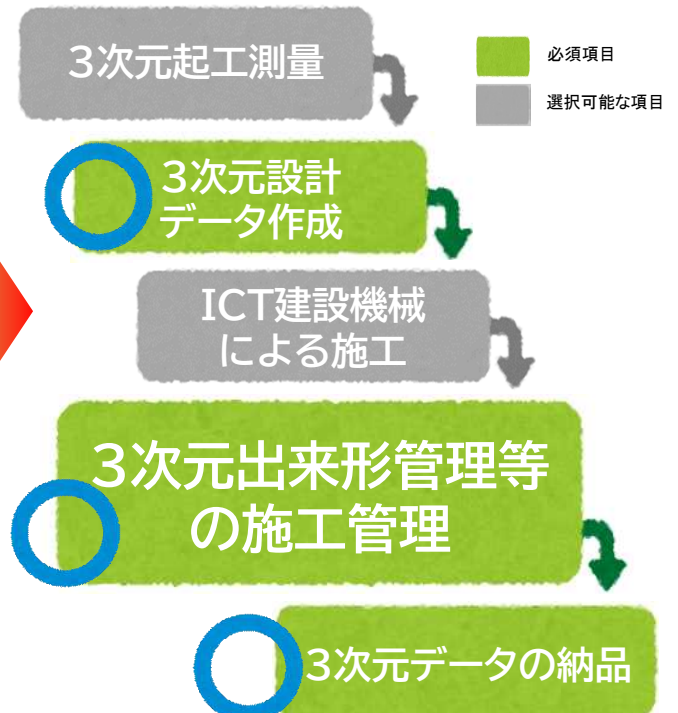 3次元起工測量
必須項目
選択可能な項目
3次元設計
データ作成
ICT建設機械
による施工
3次元出来形管理等
の施工管理
3次元データの納品